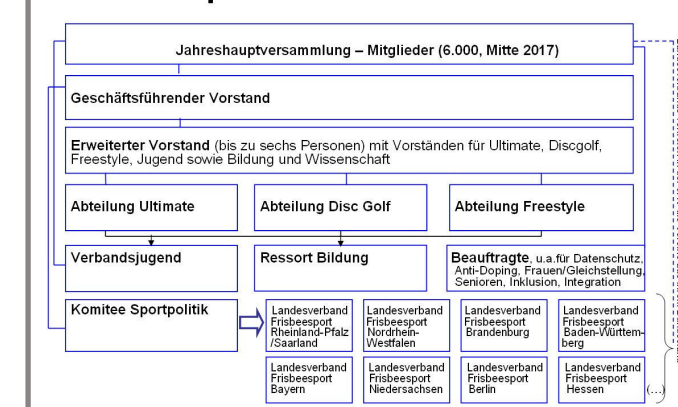 Jahreshauptversammlung – Mitglieder (6.000, Mitte 2017)
Geschäftsführender Vorstand
Erweiterter Vorstand (bis zu sechs Personen) mit Vorständen für Ultimate, Discgolf,
Freestyle, Jugend sowie Bildung und Wissenschaft
Abteilung Ultimate
Abteilung Disc Golf
Abteilung Freestyle
Verbandsjugend
Ressort Bildung
Beauftragte, u.a.für Datenschutz,
Anti-Doping, Frauen/Gleichstellung,
Senioren, Inklusion, Integration
Komitee Sportpolitik
Landesverband
Frisbeesport
Rheinland-Pfalz
/Saarland
Landesverband
Frisbeesport
Nordrhein-
Westfalen
Landesverband
Frisbeesport
Brandenburg
Landesverband
Frisbeesport
Baden-Württem-
berg
Landesverband
Frisbeesport
Bayern
Landesverband
Frisbeesport
Niedersachsen
Landesverband
Frisbeesport
Berlin
Landesverband
Frisbeesport
Hessen
(...)